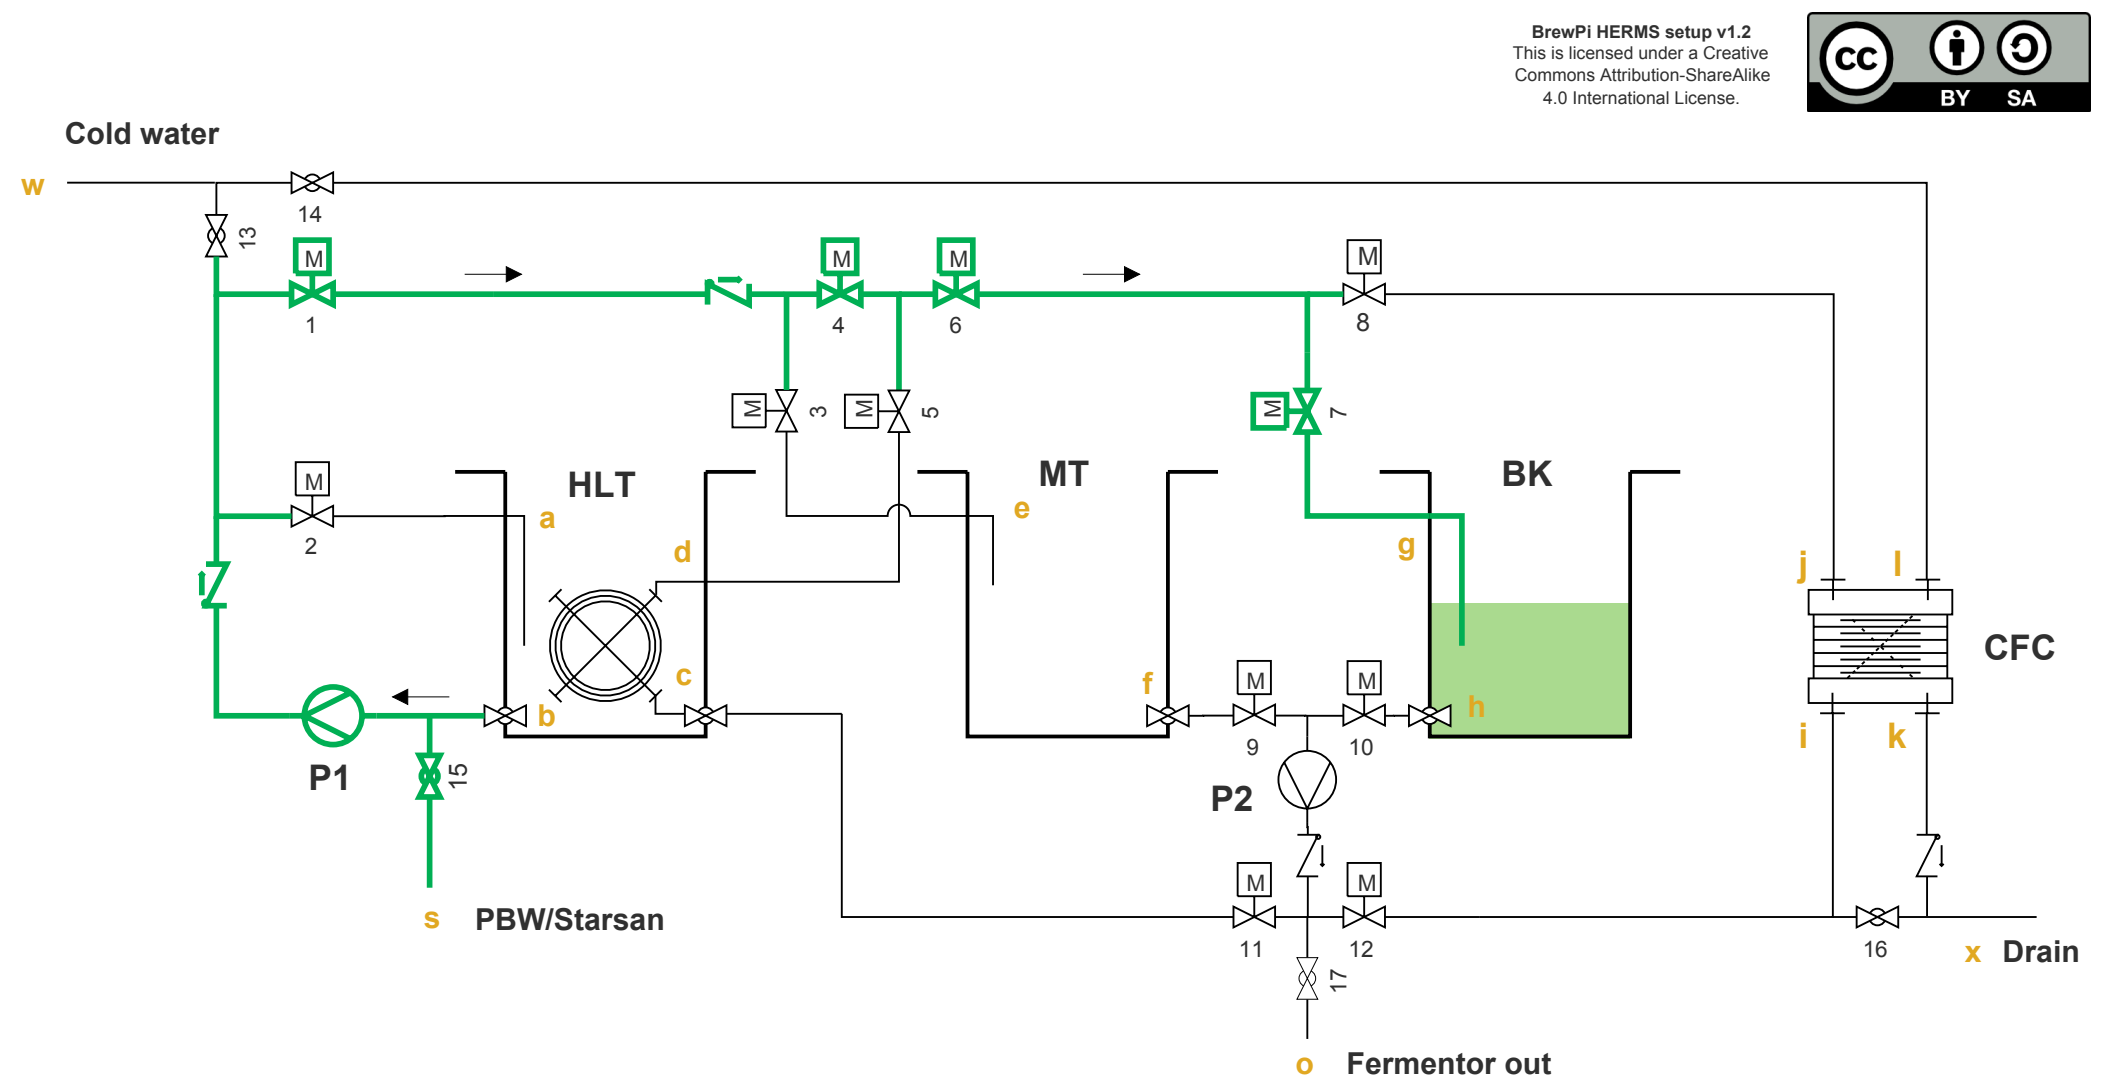 BrewPi HERMS setup v1.2
This is licensed under a Creative
Commons Attribution-ShareAlike
4.0 International License.
CC
BY SA
Cold water
w
14
13
M
M
M
M
1
4
6
8
M
M
M
3
5
7
M
HLT
MT
BK
a
e
2
d
g
j
l
CFC
c
f
M
M
b
h
i
k
9
10
P1
15
P2
M
M
s
PBW/Starsan
11
12
16
x
Drain
17
o
Fermentor out